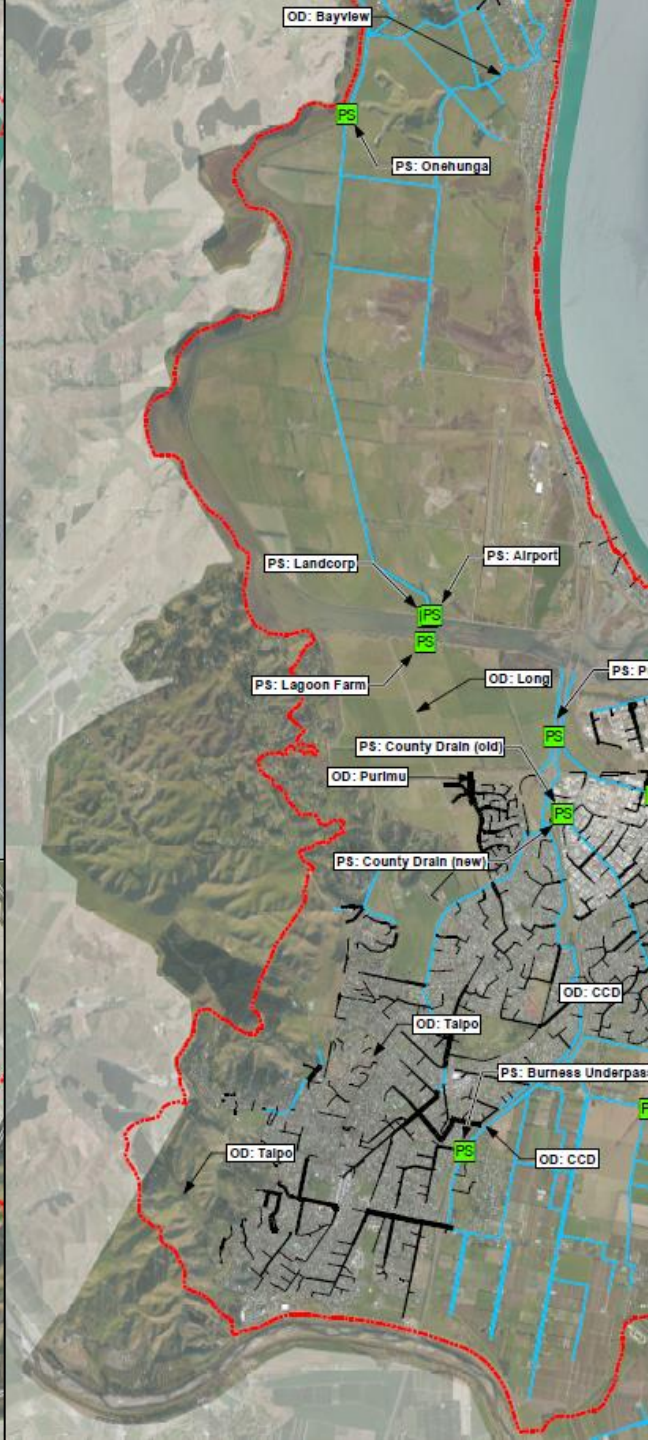 OD: Bayview
PS
PS: Onehunga
PS: Landcorp
PS: Airport
PS
PS
PS: Lagoon Farm
OD: Long
PS: P
PS
PS: County Drain (old)
OD: Purimu
PS
PS: County Drain (new)
OD: CCD
OD: Taipo
PS: Burness Underpass
P
PS
OD: Taipo
OD: CCD